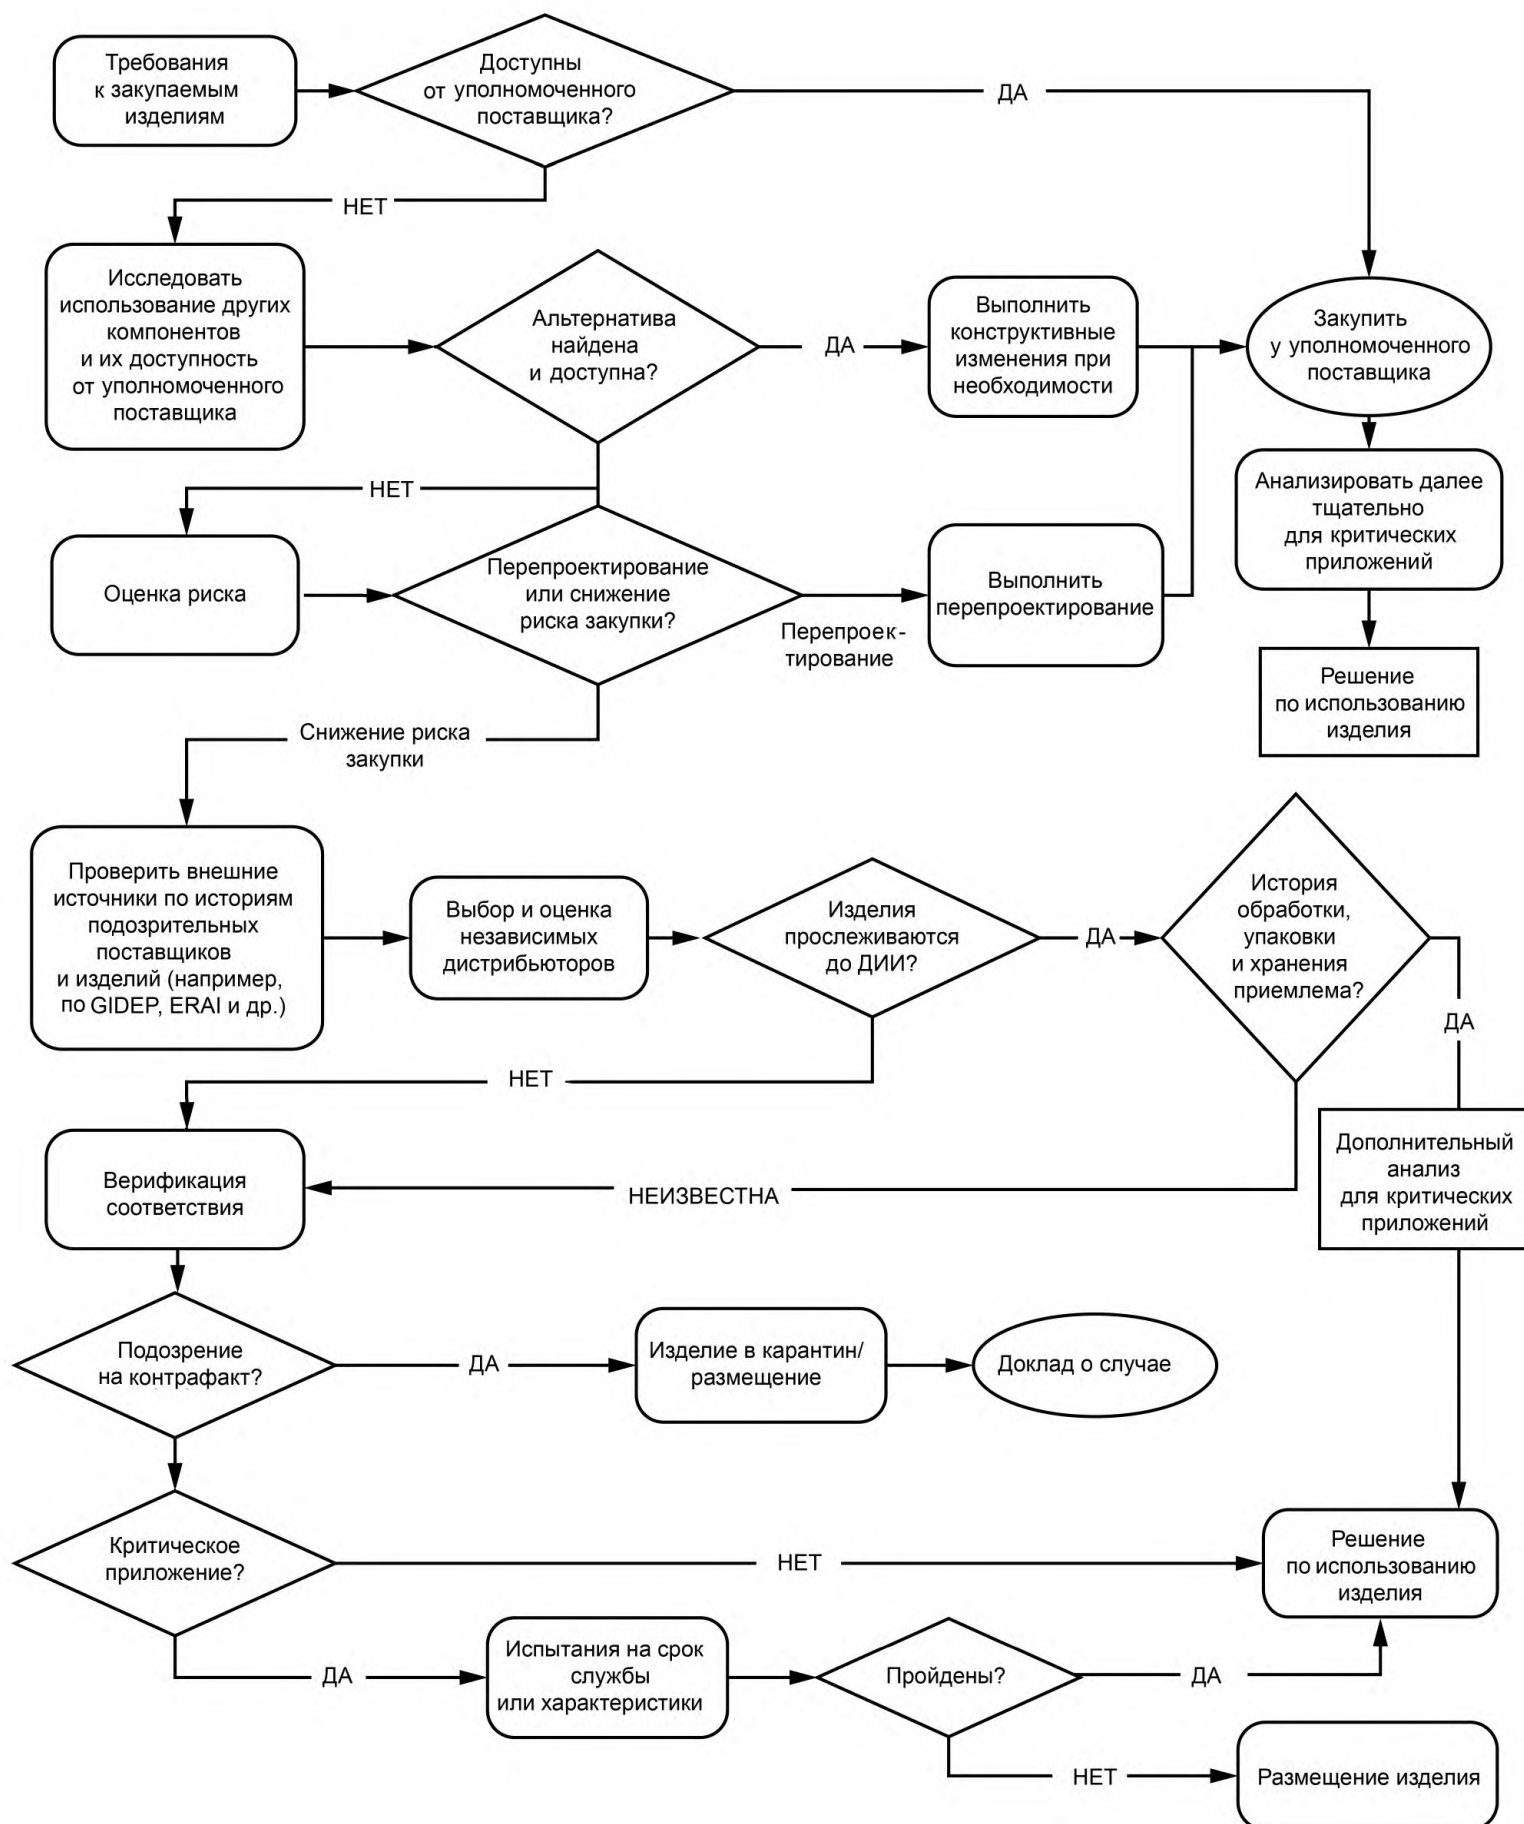 Требования
к закупаемым
изделиям
Доступны
от уполномоченного
поставщика?
ДА
НЕТ
Исследовать
использование других
компонентов
и их доступность
от уполномоченного
поставщика
Альтернатива
найдена
и доступна?
ДА
Выполнить
конструктивные
изменения при
необходимости
Закупить
у уполномоченного
поставщика
НЕТ
Анализировать далее
тщательно
для критических
приложений
Оценка риска
Перепроектирование
или снижение
риска закупки?
Перепроек-
тирование
Выполнить
перепроектирование
Решение
по использованию
изделия
Снижение риска
закупки
Проверить внешние
источники по историям
подозрительных
поставщиков
и изделий (например,
по GIDEP, ERAI и др.)
Выбор и оценка
независимых
дистрибьюторов
Изделия
прослеживаются
до ДИИ?
ДА
История
обработки,
упаковки
и хранения
приемлема?
ДА
НЕТ
Верификация
соответствия
НЕИЗВЕСТНА
Дополнительный
анализ
для критических
приложений
Подозрение
на контрафакт?
ДА
Изделие в карантин/
размещение
Доклад о случае
Критическое
приложение?
НЕТ
Решение
по использованию
изделия
ДА
Испытания на срок
службы
или характеристики
Пройдены?
ДА
НЕТ
Размещение изделия